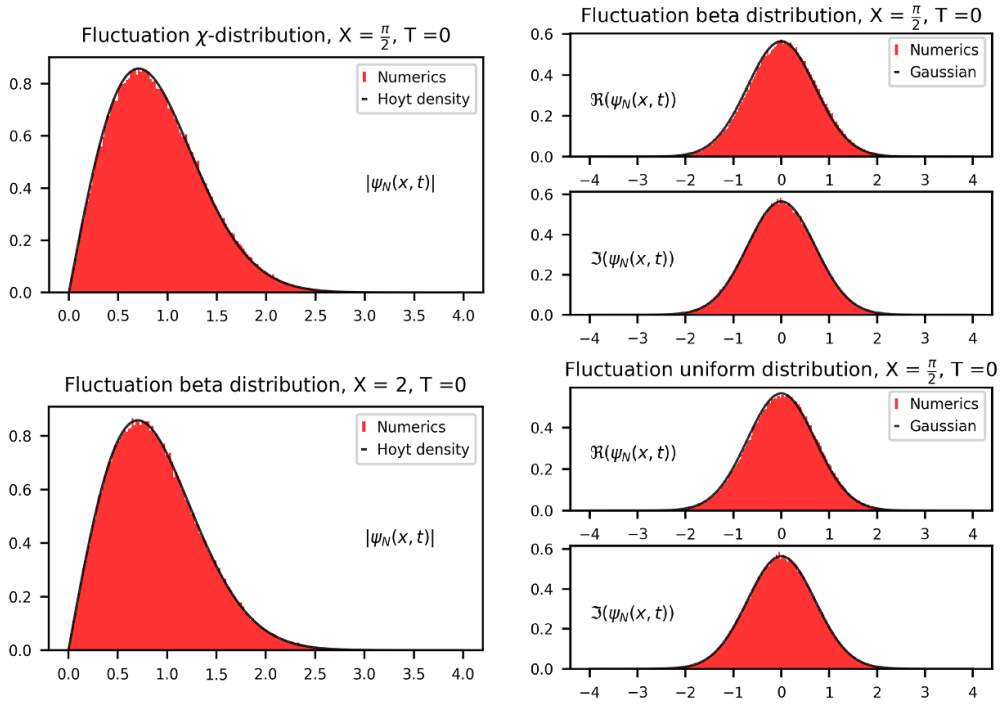 Fluctuation χ-distribution, X = π/2, T =0
0.8
0.6
0.4
0.2
0.0
Numerics
Hoyt density
|ψ_N(x, t)|
0.0 0.5 1.0 1.5 2.0 2.5 3.0 3.5 4.0
Fluctuation beta distribution, X = 2, T =0
0.8
0.6
0.4
0.2
0.0
Numerics
Hoyt density
|ψ_N(x, t)|
0.0 0.5 1.0 1.5 2.0 2.5 3.0 3.5 4.0
Fluctuation beta distribution, X = π/2, T =0
0.6
0.4
0.2
0.0
Numerics
Gaussian
ℜ(ψ_N(x, t))
−4 −3 −2 −1 0 1 2 3 4
0.6
0.4
0.2
0.0
ℑ(ψ_N(x, t))
−4 −3 −2 −1 0 1 2 3 4
Fluctuation uniform distribution, X = π/2, T =0
0.4
0.2
0.0
Numerics
Gaussian
ℜ(ψ_N(x, t))
−4 −3 −2 −1 0 1 2 3 4
0.6
0.4
0.2
0.0
ℑ(ψ_N(x, t))
−4 −3 −2 −1 0 1 2 3 4